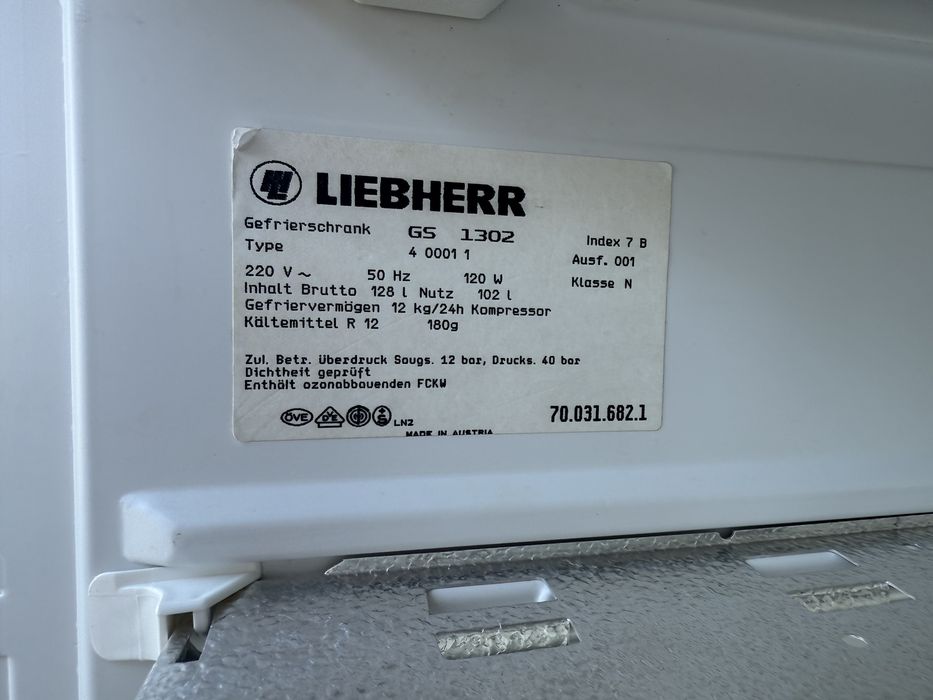 LIEBHERR
Gefrierschrank GS 1302 Index 7 B
Type 4 0001 1 Ausf. 001
220 V ~ 50 Hz 120 W Klasse N
Inhalt Brutto 128 l Nutz 102 l
Gefriervermögen 12 kg/24h Kompressor
Kältemittel R 12 180g
Zul. Betr. überdruck Saugs. 12 bar, Drucks. 40 bar
Dichtheit geprüft
Enthält ozonabbauenden FCKW
ÖVE LNZ 70.031.682.1
MADE IN AUSTRIA